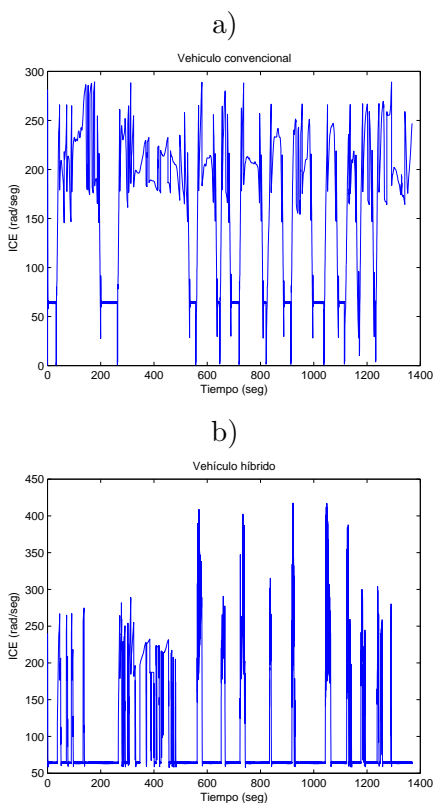 a)
Vehiculo convencional
300
250
200
150
100
50
0
ICE (rad/seg)
0 200 400 600 800 1000 1200 1400
Tiempo (seg)
b)
Vehículo híbrido
450
400
350
300
250
200
150
100
50
ICE (rad/seg)
0 200 400 600 800 1000 1200 1400
Tiempo (seg)